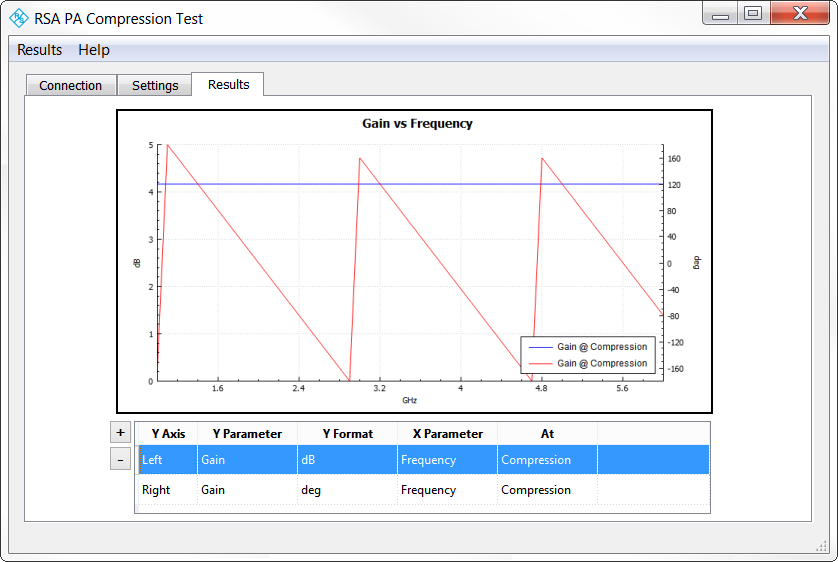 RSA PA Compression Test
Results Help
Connection Settings Results
Gain vs Frequency
5
4
3
2
1
0
dB
160
120
80
40
0
-40
-80
-120
-160
deg
1.6 2.4 3.2 4 4.8 5.6
GHz
Gain @ Compression
Gain @ Compression
+
-
Y Axis Y Parameter Y Format X Parameter At
Left Gain dB Frequency Compression
Right Gain deg Frequency Compression